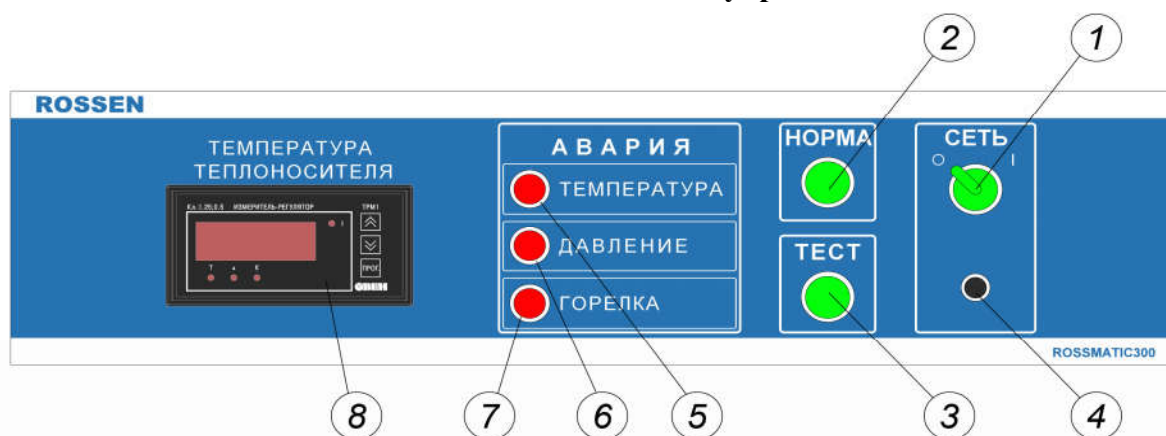 2
1
ROSSEN
ТЕМПЕРАТУРА
ТЕПЛОНОСИТЕЛЯ
ИЗМЕРИТЕЛЬ-РЕГУЛЯТОР
ТРМ1
ПРОГ.
ОВЕН
АВАРИЯ
ТЕМПЕРАТУРА
ДАВЛЕНИЕ
ГОРЕЛКА
НОРМА
ТЕСТ
СЕТЬ
O I
ROSSMATIC300
8
7
6
5
3
4